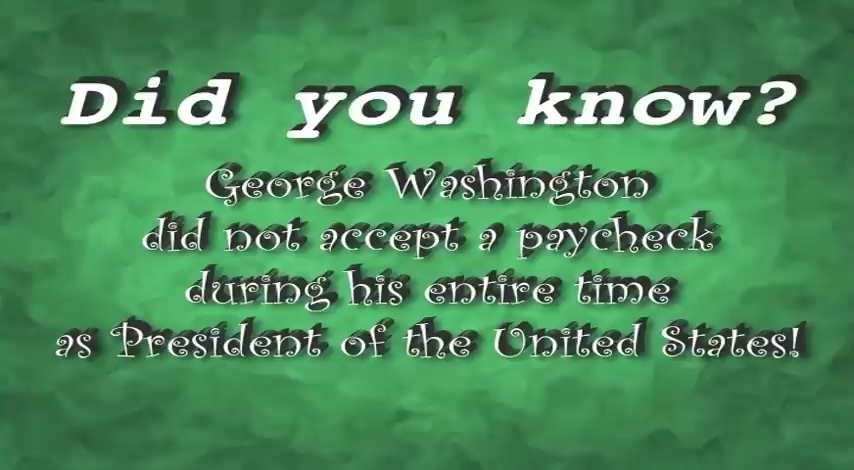 Did you know?
George Washington
did not accept a paycheck
during his entire time
as President of the United States!